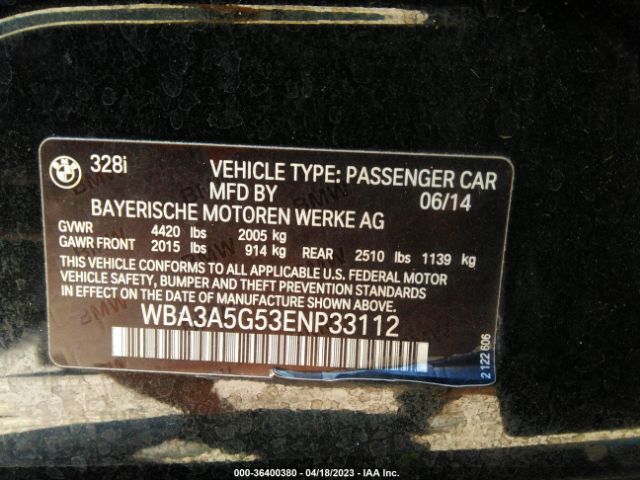 BMW
328i
VEHICLE TYPE: PASSENGER CAR
MFD BY 06/14
BAYERISCHE MOTOREN WERKE AG
GVWR 4420 lbs 2005 kg
GAWR FRONT 2015 lbs 914 kg REAR 2510 lbs 1139 kg
THIS VEHICLE CONFORMS TO ALL APPLICABLE U.S. FEDERAL MOTOR
VEHICLE SAFETY, BUMPER AND THEFT PREVENTION STANDARDS
IN EFFECT ON THE DATE OF MANUFACTURE SHOWN ABOVE.
WBA3A5G53ENP33112
2 122 606
000-36400380 - 04/18/2023 - IAA Inc.